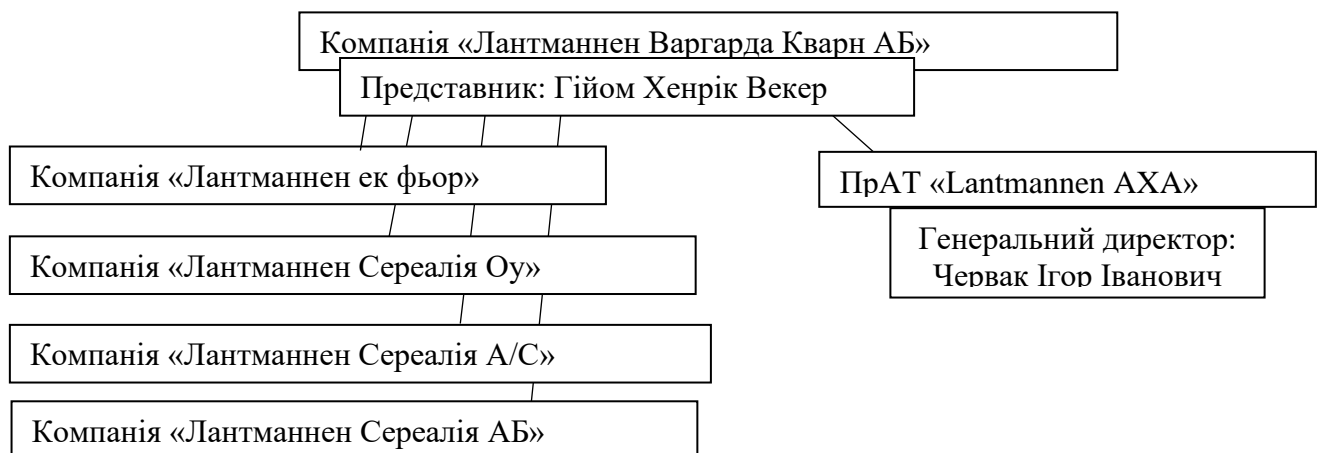 Компанія «Лантманнен Варгарда Кварн АБ»
Представник: Гійом Хенрік Векер
Компанія «Лантманнен ек фьор»
ПрАТ «Lantmannen AXA»
Генеральний директор:
Червак Ігор Іванович
Компанія «Лантманнен Сереалія Оу»
Компанія «Лантманнен Сереалія А/С»
Компанія «Лантманнен Сереалія АБ»